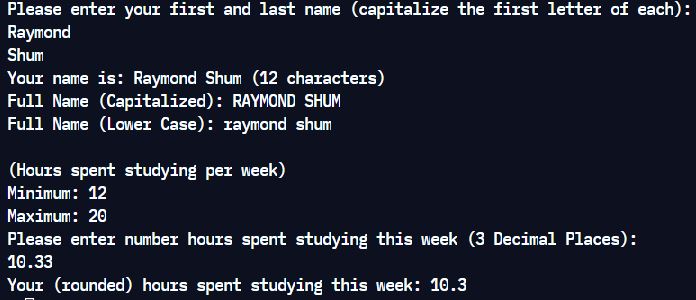 Please enter your first and last name (capitalize the first letter of each):
Raymond
Shum
Your name is: Raymond Shum (12 characters)
Full Name (Capitalized): RAYMOND SHUM
Full Name (Lower Case): raymond shum
(Hours spent studying per week)
Minimum: 12
Maximum: 20
Please enter number hours spent studying this week (3 Decimal Places):
10.33
Your (rounded) hours spent studying this week: 10.3